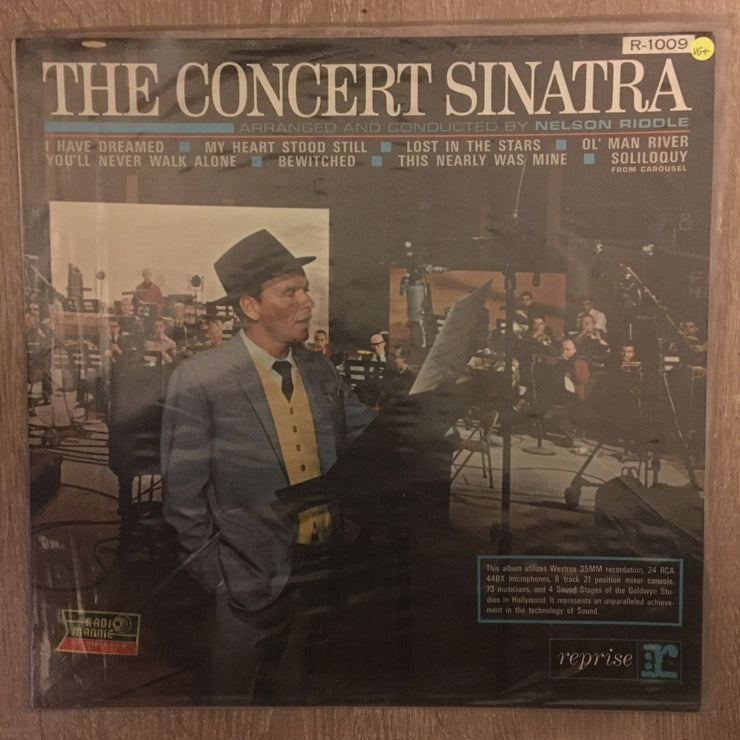 R-1009
VG+
THE CONCERT SINATRA
ARRANGED AND CONDUCTED BY NELSON RIDDLE
I HAVE DREAMED ■ MY HEART STOOD STILL ■ LOST IN THE STARS ■ OL' MAN RIVER
YOU'LL NEVER WALK ALONE ■ BEWITCHED ■ THIS NEARLY WAS MINE ■ SOLILOQUY
FROM CAROUSEL
8
This album utilizes Westrex 35MM recordation, 24 RCA
44BX microphones, 8 track 21 position mixer console,
73 musicians, and 4 Sound Stages of the Goldwyn Stu-
dios in Hollywood. It represents an unparalleled achieve-
ment in the technology of Sound.
RADIO
MANNIE
reprise r